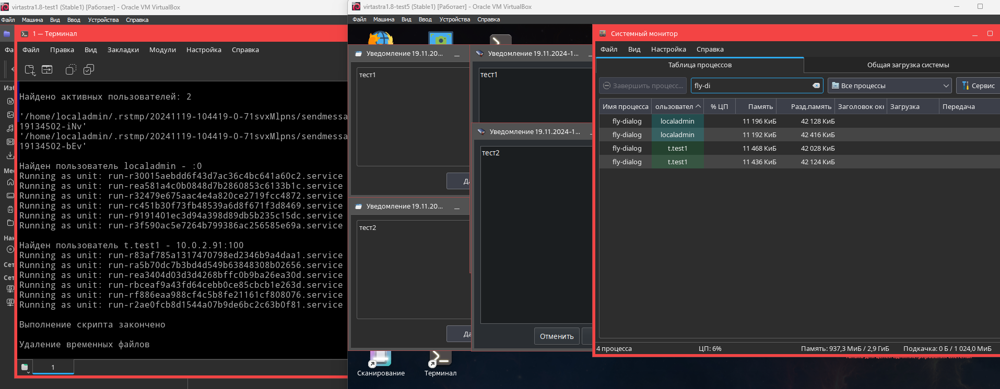 virtastra1.8-test1 (Stable1) [Работает] - Oracle VM VirtualBox
Файл Машина Вид Ввод Устройства Справка
1 — Терминал
Файл Правка Вид Закладки Модули Настройка Справка
Найдено активных пользователей: 2
'/home/localadmin/.rstmp/20241119-104419-0-71svxMlpns/sendmessa
19134502-iNv'
'/home/localadmin/.rstmp/20241119-104419-0-71svxMlpns/sendmessa
19134502-bEv'
Найден пользователь localadmin - :0
Running as unit: run-r30015aebdd6f43d7ac36c4bc641a60c2.service
Running as unit: run-rea581a4c0b0848d7b2860853c6133b1c.service
Running as unit: run-r32479e675aac4e4a820ce2719fcc4872.service
Running as unit: run-rc451b30f73fb48539a6d8f671f3d8469.service
Running as unit: run-r9191401ec3d94a398d89db5b235c15dc.service
Running as unit: run-r3f590ac5e7264b799386ac256585e69a.service
Найден пользователь t.test1 - 10.0.2.91:100
Running as unit: run-r83af785a1317470798ed2346b9a4daa1.service
Running as unit: run-ra5b70dc7b3bd4d549b63848308b02656.service
Running as unit: run-rea3404d03d3d4268bffc0b9ba26ea30d.service
Running as unit: run-rbceaf9a43fd64cebb0ce85cbcb1e263d.service
Running as unit: run-rf886eaa988cf4c5b8fe21161cf808076.service
Running as unit: run-r2ae0fcb8d1544a07b9de6bc2c63b0f81.service
Выполнение скрипта закончено
Удаление временных файлов
1
Фа
Изб
Мес
Нак
Сет
Сет
virtastra1.8-test5 (Stable1) [Работает] - Oracle VM VirtualBox
Файл Машина Вид Ввод Устройства Справка
Уведомление 19.11.20...
тест1
Да
Уведомление 19.11.20...
тест2
Да
Уведомление 19.11.2024-1...
тест1
Уведомление 19.11.2024-1...
тест2
Отменить
Сканирование
Терминал
Системный монитор
Файл Вид Настройка Справка
Таблица процессов Общая загрузка системы
Завершить процесс... fly-di Все процессы Сервис
Имя процесса ользовател % ЦП Память Разд.память Заголовок окн Загрузка Передача
fly-dialog localadmin 11 196 КиБ 42 128 КиБ
fly-dialog localadmin 11 192 КиБ 42 416 КиБ
fly-dialog t.test1 11 468 КиБ 42 028 КиБ
fly-dialog t.test1 11 436 КиБ 42 124 КиБ
4 процесса ЦП: 6% Память: 937,3 МиБ / 2,9 ГиБ Подкачка: 0 Б / 1 024,0 МиБ